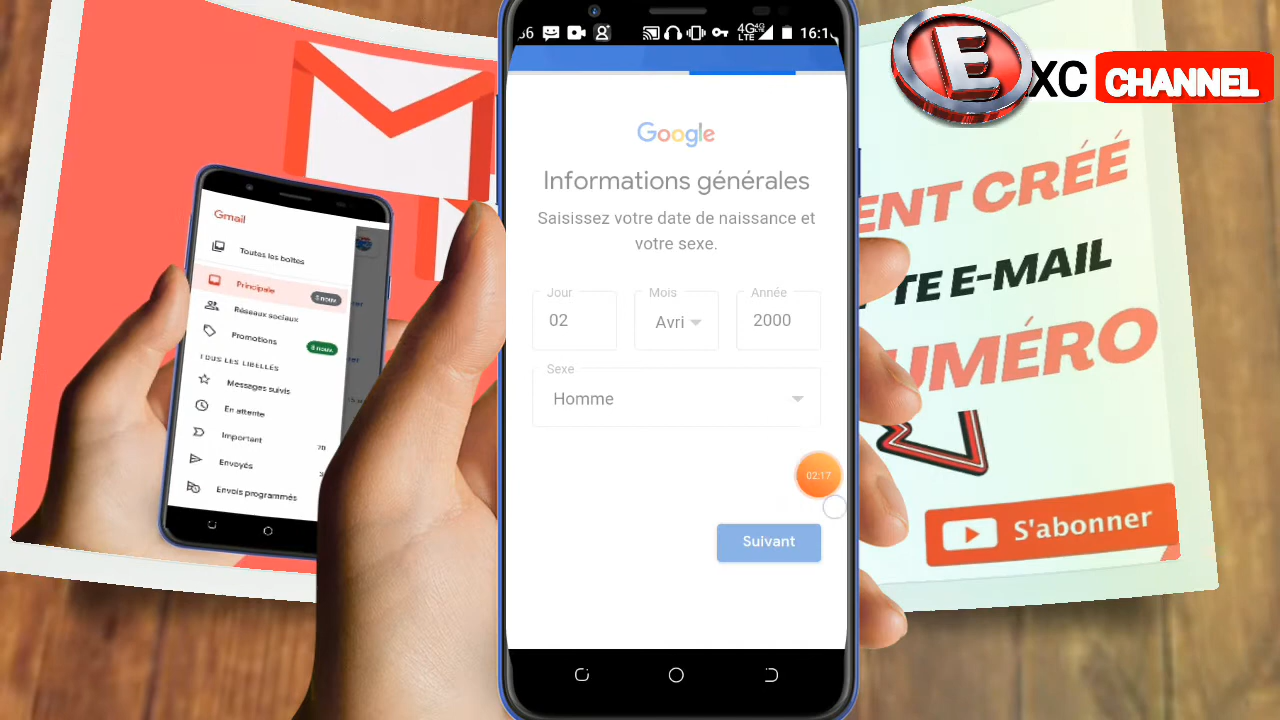 Gmail
Toutes les boîtes
Principale
Réseaux sociaux
Promotions
TOUS LES LIBELLÉS
Messages suivis
En attente
Important
Envoyés
Envois programmés
4G
LTE
Google
Informations générales
Saisissez votre date de naissance et
votre sexe.
Jour
Mois
Année
02
Avri
2000
Sexe
Homme
02:17
Suivant
E
XC CHANNEL
ENT CRÉÉ
TE E-MAIL
UMÉRO
S'abonner